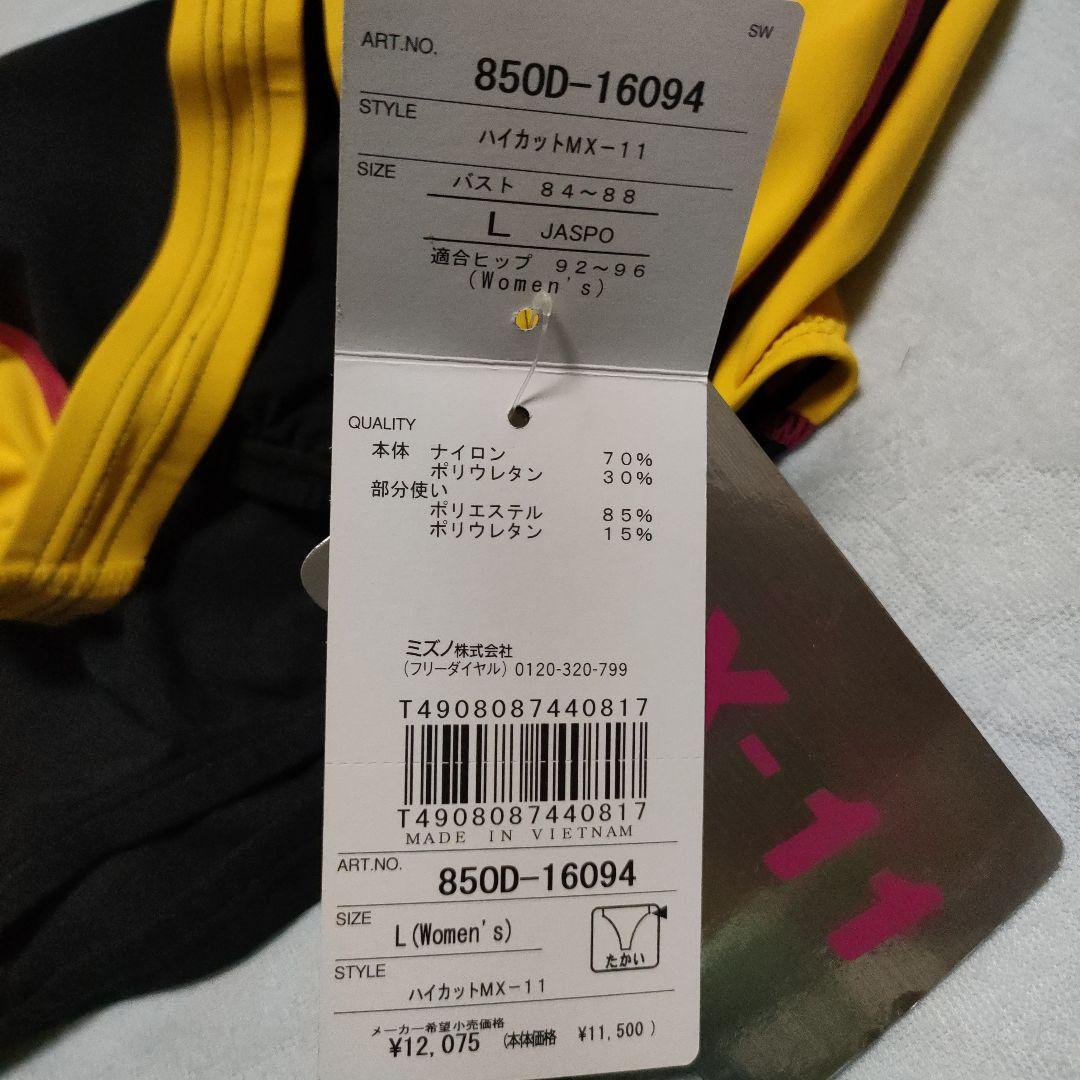 SW
ART.NO.
850D-16094
STYLE
ハイカットMX-11
SIZE
バスト 84~88
L JASPO
適合ヒップ 92~96
(Women's)
QUALITY
本体 ナイロン 70%
ポリウレタン 30%
部分使い
ポリエステル 85%
ポリウレタン 15%
ミズノ株式会社
(フリーダイヤル) 0120-320-799
T4908087440817
T4908087440817
MADE IN VIETNAM
ART.NO.
850D-16094
SIZE
L(Women's)
たかい
STYLE
ハイカットMX-11
メーカー希望小売価格
¥12,075 (本体価格 ¥11,500 )
X-11